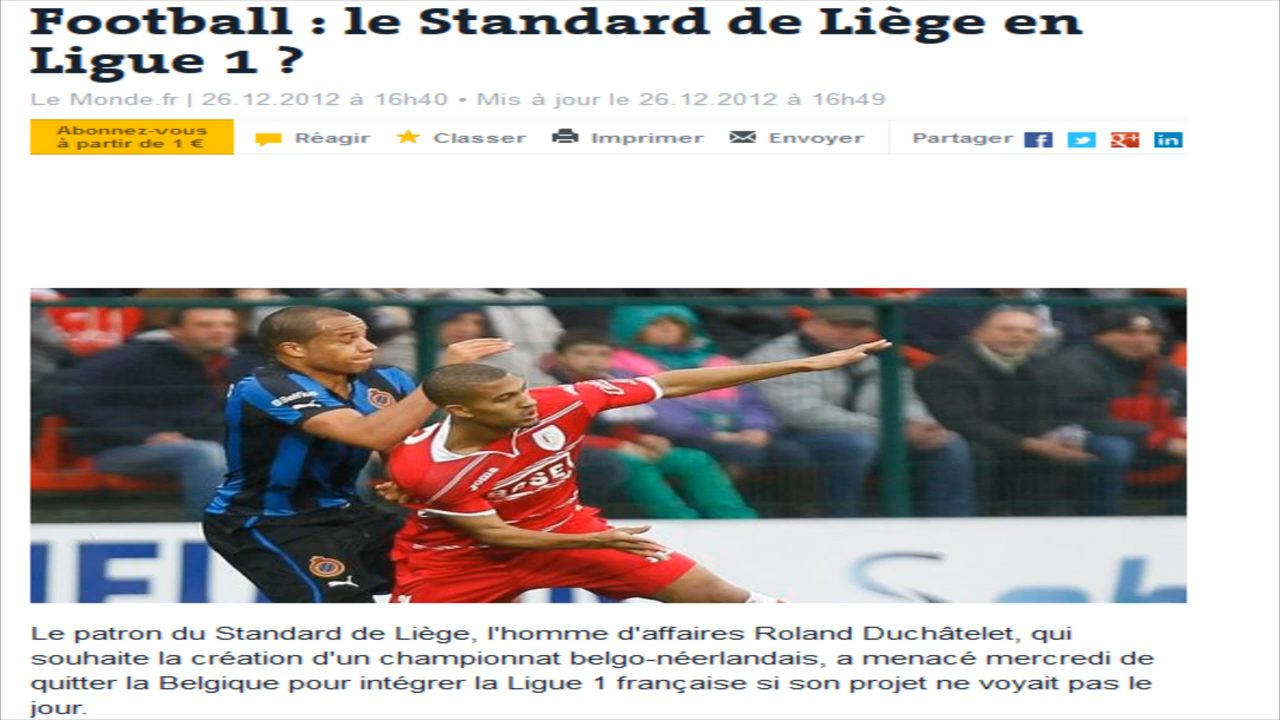 Football : le Standard de Liège en
Ligue 1 ?
Le Monde.fr | 26.12.2012 à 16h40 • Mis à jour le 26.12.2012 à 16h49
Abonnez-vous
à partir de 1 €
Réagir
Classer
Imprimer
Envoyer
Partager
Le patron du Standard de Liège, l'homme d'affaires Roland Duchâtelet, qui
souhaite la création d'un championnat belgo-néerlandais, a menacé mercredi de
quitter la Belgique pour intégrer la Ligue 1 française si son projet ne voyait pas le
jour.